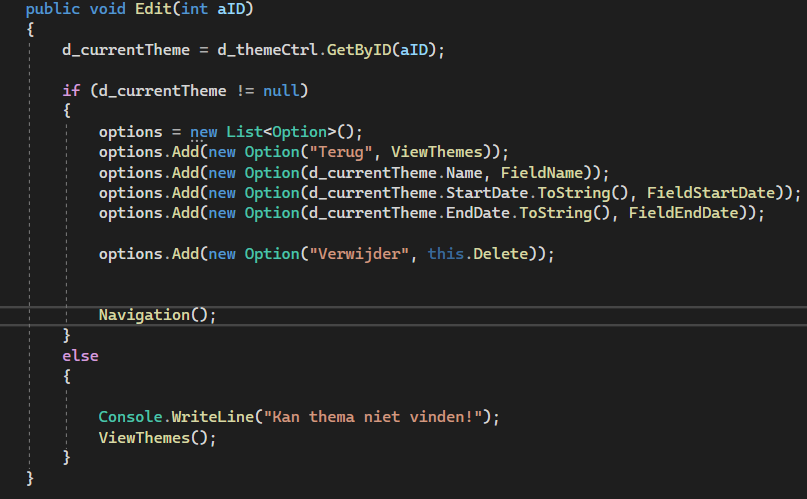 public void Edit(int aID)
{
d_currentTheme = d_themeCtrl.GetByID(aID);
if (d_currentTheme != null)
{
options = new List<Option>();
options.Add(new Option("Terug", ViewThemes));
options.Add(new Option(d_currentTheme.Name, FieldName));
options.Add(new Option(d_currentTheme.StartDate.ToString(), FieldStartDate));
options.Add(new Option(d_currentTheme.EndDate.ToString(), FieldEndDate));
options.Add(new Option("Verwijder", this.Delete));
Navigation();
}
else
{
Console.WriteLine("Kan thema niet vinden!");
ViewThemes();
}
}